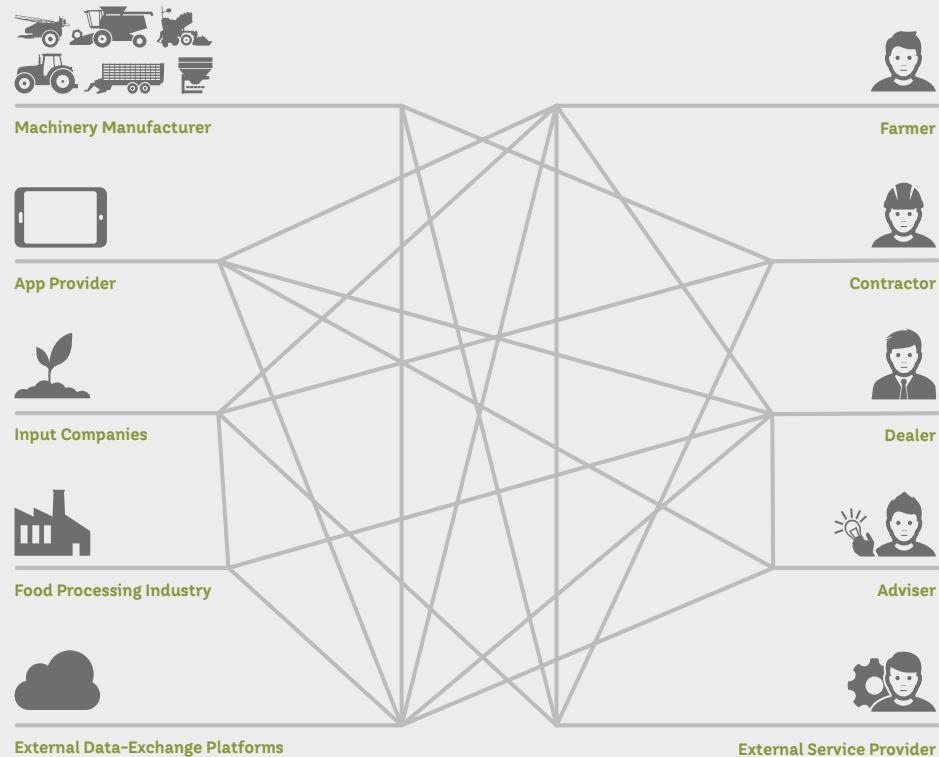 Machinery Manufacturer
Farmer
App Provider
Contractor
Input Companies
Dealer
Food Processing Industry
Adviser
External Data-Exchange Platforms
External Service Provider